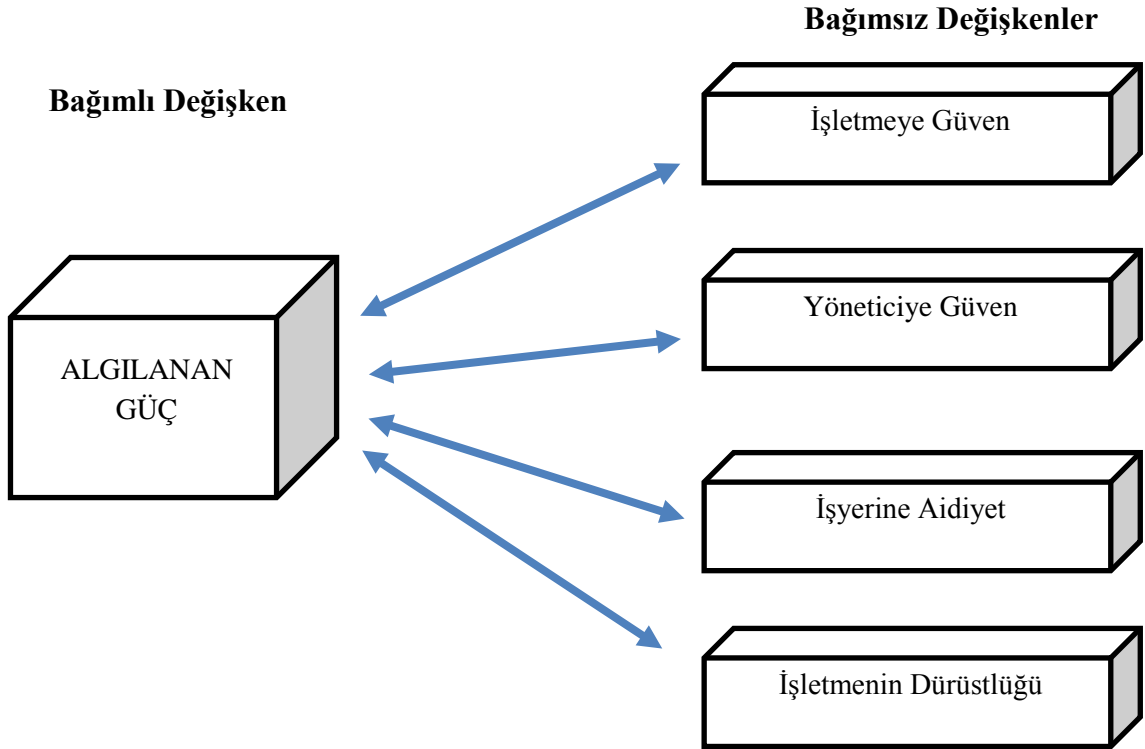 Bağımsız Değişkenler
Bağımlı Değişken
İşletmeye Güven
Yöneticiye Güven
ALGILANAN
GÜÇ
İşyerine Aidiyet
İşletmenin Dürüstlüğü